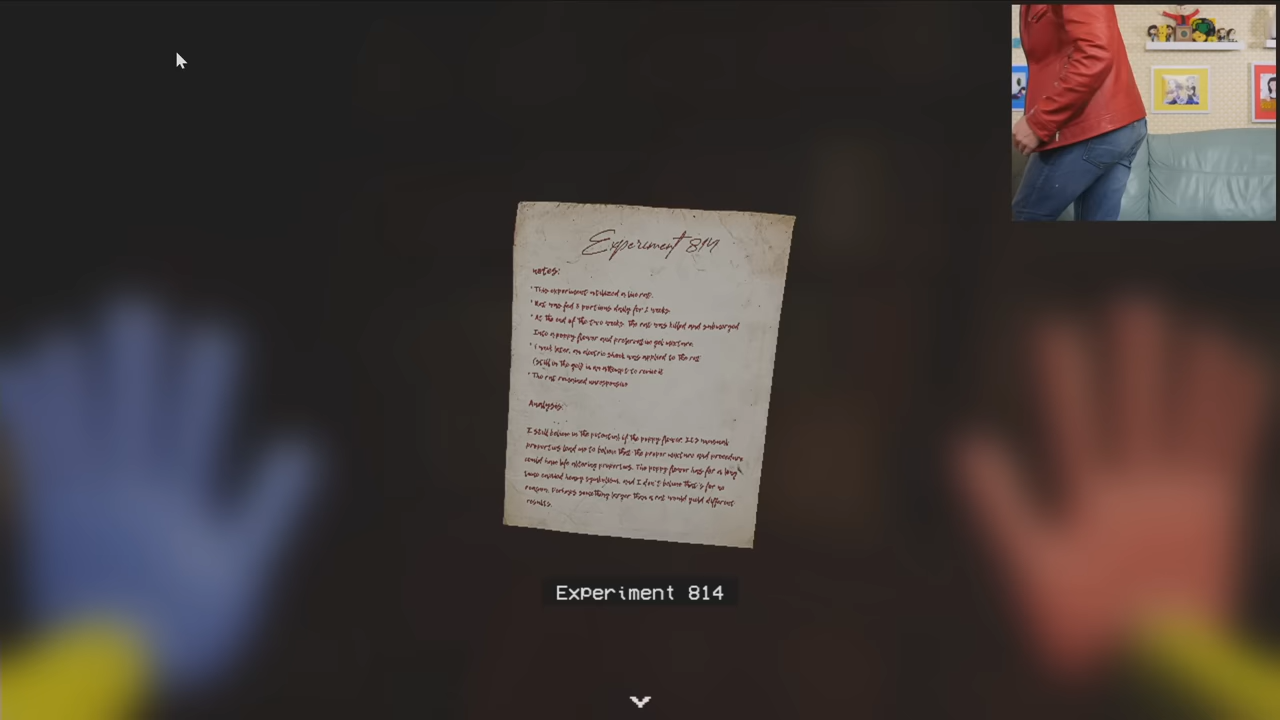 Experiment 814
notes:
* This experiment utilized a live rat.
* Rat was fed 3 portions daily for 2 weeks.
* At the end of the two weeks, the rat was killed and submerged
Into a poppy flower and preservative gel mixture.
* 1 week later, an electric shock was applied to the rat
(still in the gel) in an attempt to revive it
* The rat remained unresponsive
Analysis:
I still believe in the potential of the poppy flower. It's unusual
properties lead me to believe that the proper mixture and procedure
could have life altering properties. The poppy flower has for a long
time carried heavy symbolism, and I don't believe that's for no
reason. Perhaps something larger than a rat would yield different
results.
Experiment 814